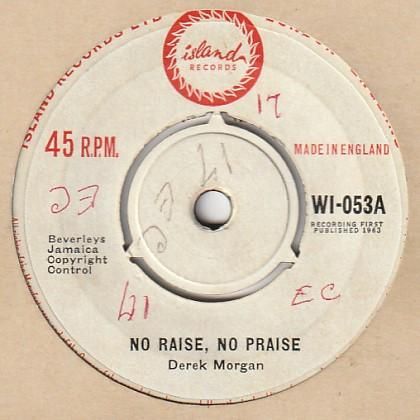 island
RECORDS
17
45 R.P.M.
MADE IN ENGLAND
WI-053A
RECORDING FIRST
PUBLISHED 1963
Beverleys
Jamaica
Copyright
Control
EC
NO RAISE, NO PRAISE
Derek Morgan